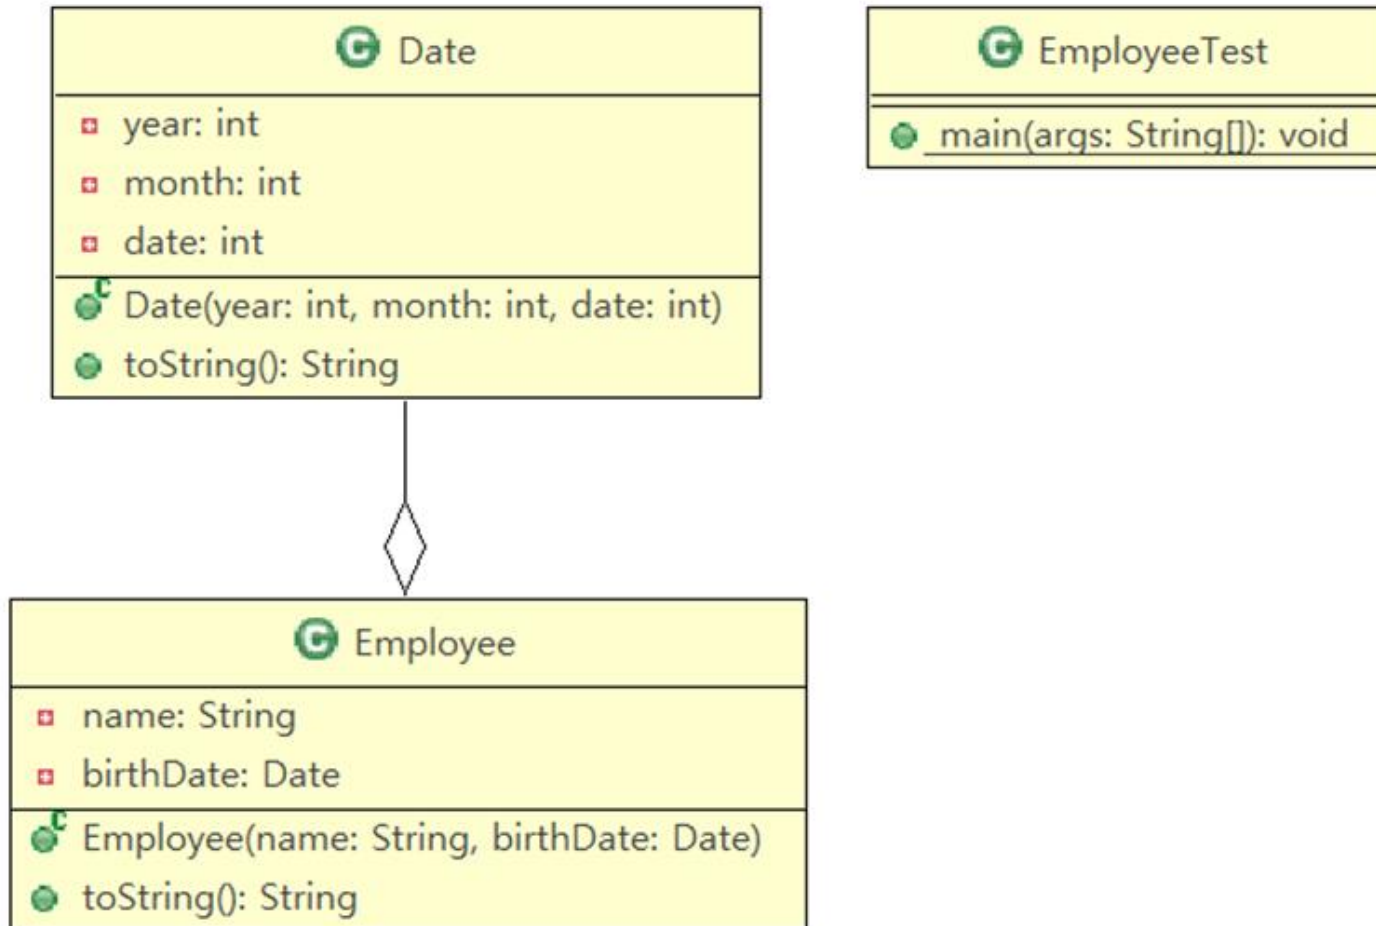 Date
year: int
month: int
date: int
Date(year: int, month: int, date: int)
toString(): String
EmployeeTest
main(args: String[]): void
Employee
name: String
birthDate: Date
Employee(name: String, birthDate: Date)
toString(): String